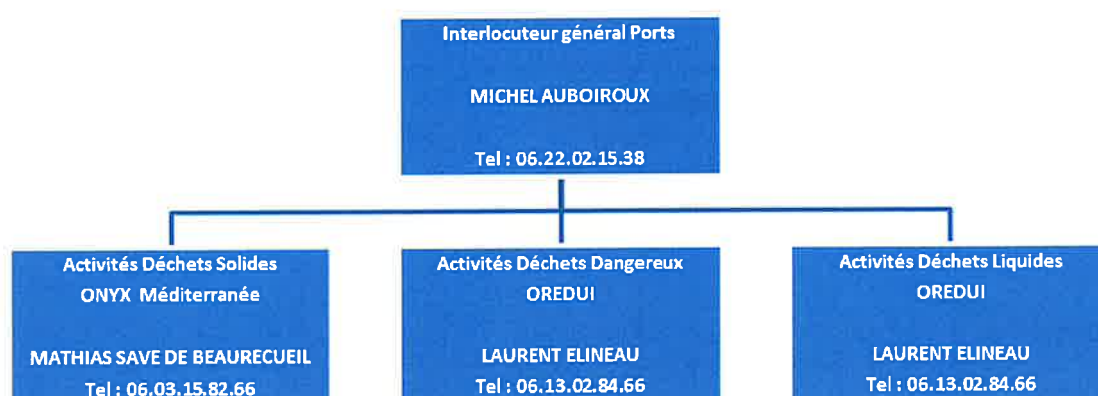 Interlocuteur général Ports
MICHEL AUBOIROUX
Tel : 06.22.02.15.38
Activités Déchets Solides
ONYX Méditerranée
MATHIAS SAVE DE BEAURECUEIL
Tel : 06.03.15.82.66
Activités Déchets Dangereux
OREDUI
LAURENT ELINEAU
Tel : 06.13.02.84.66
Activités Déchets Liquides
OREDUI
LAURENT ELINEAU
Tel : 06.13.02.84.66